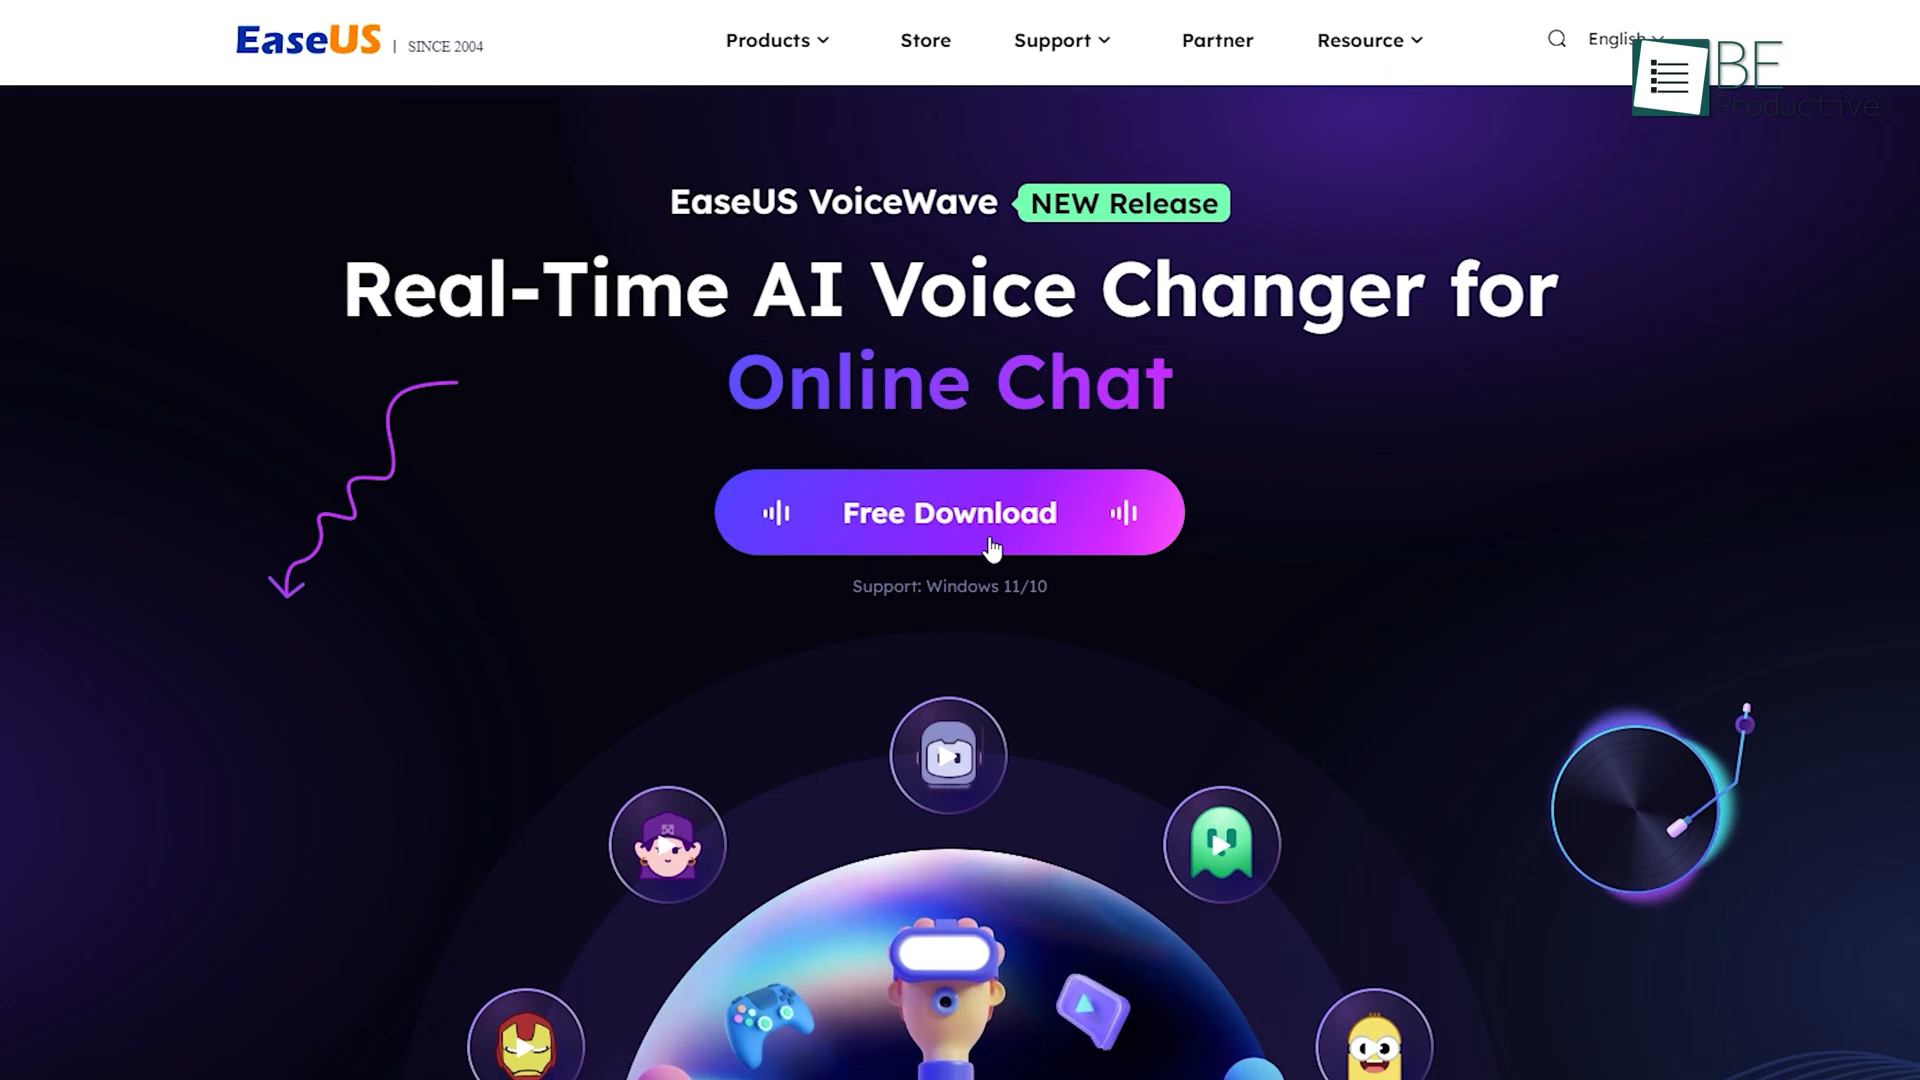 EaseUS | SINCE 2004
Products
Store
Support
Partner
Resource
English
BE
Productive
EaseUS VoiceWave
NEW Release
Real-Time AI Voice Changer for
Online Chat
Free Download
Support: Windows 11/10